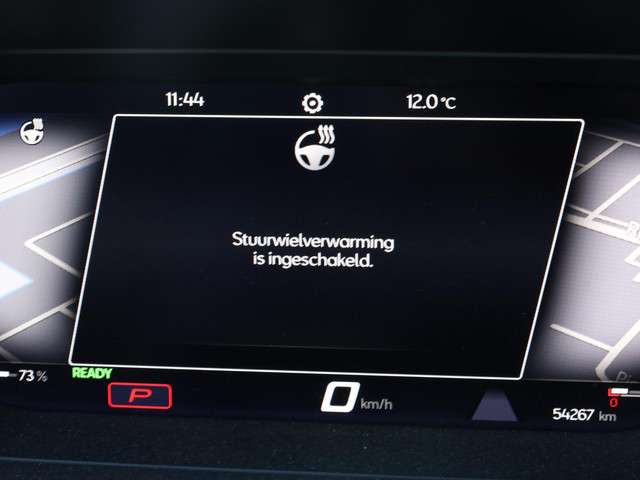 11:44 12.0 °C
Stuurwielverwarming
is ingeschakeld.
73 % READY
P 0 km/h 0
54267 km